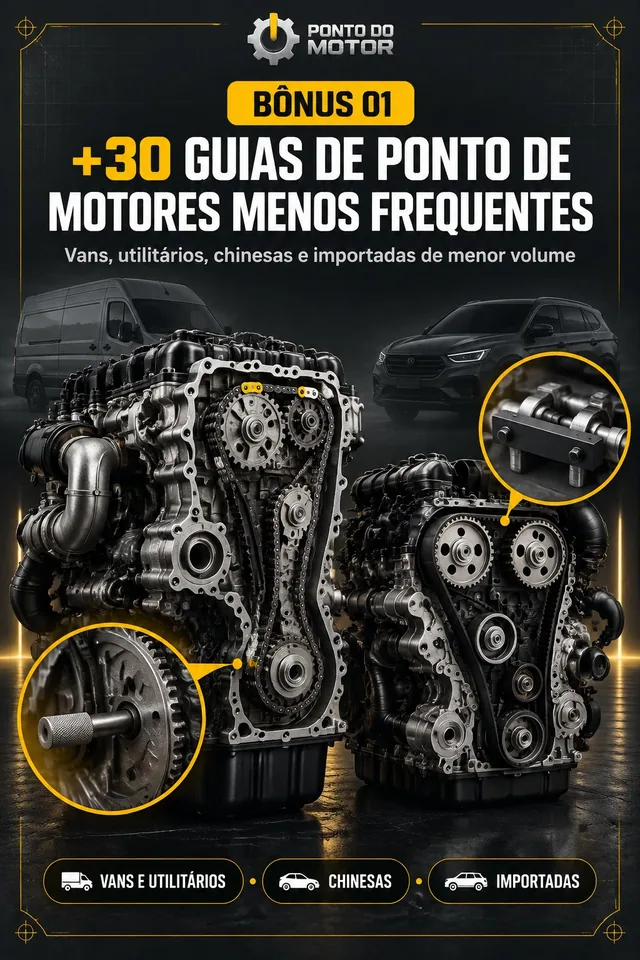 PONTO DO
MOTOR
BÔNUS 01
+30 GUIAS DE PONTO DE
MOTORES MENOS FREQUENTES
Vans, utilitários, chinesas e importadas de menor volume
VANS E UTILITÁRIOS
CHINESAS
IMPORTADAS